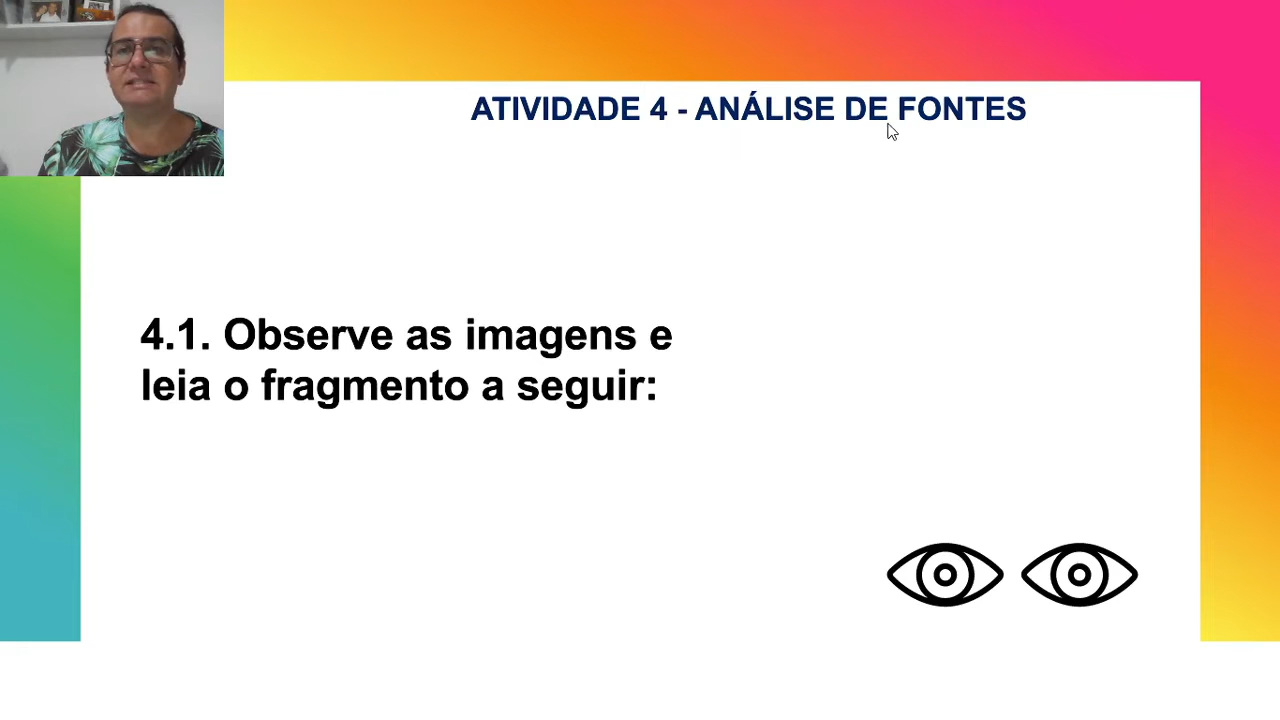 ATIVIDADE 4 - ANÁLISE DE FONTES
4.1. Observe as imagens e
leia o fragmento a seguir: